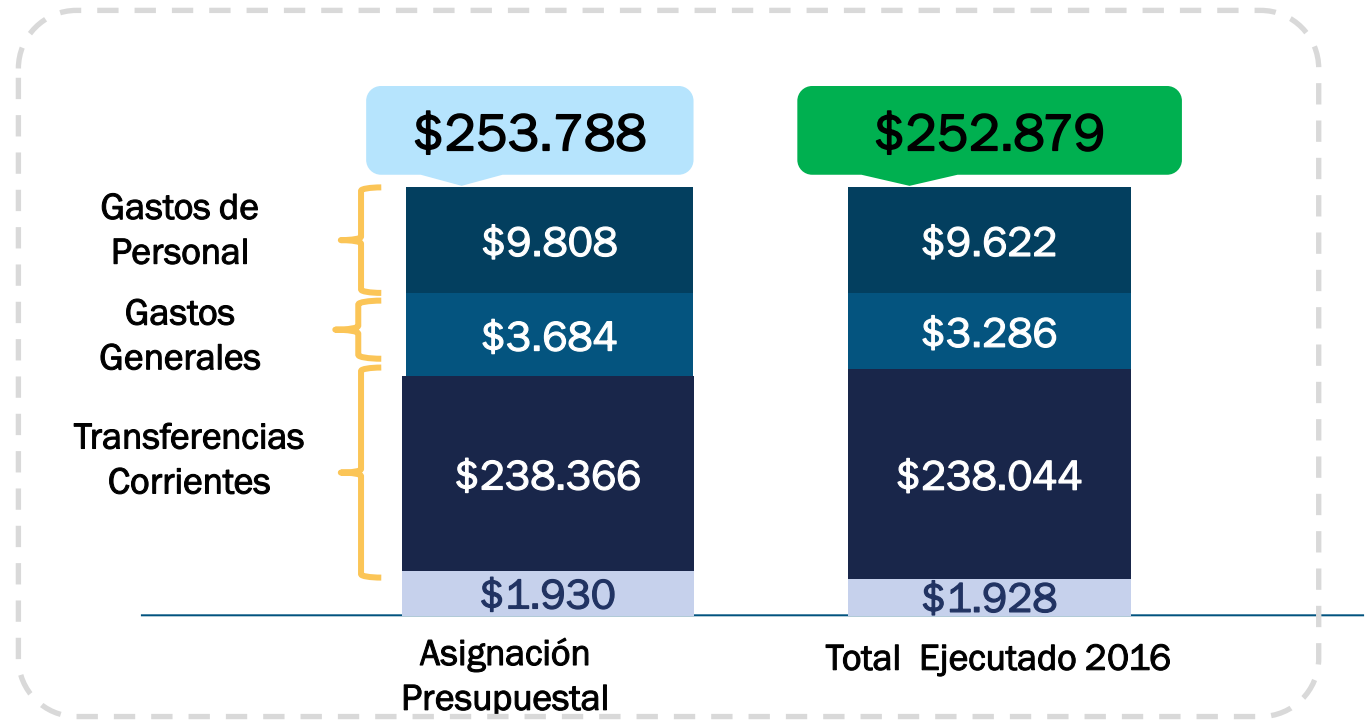 $253.788
$252.879
Gastos de
Personal
$9.808
$9.622
Gastos
Generales
$3.684
$3.286
Transferencias
Corrientes
$238.366
$238.044
$1.930
$1.928
Asignación
Presupuestal
Total Ejecutado 2016